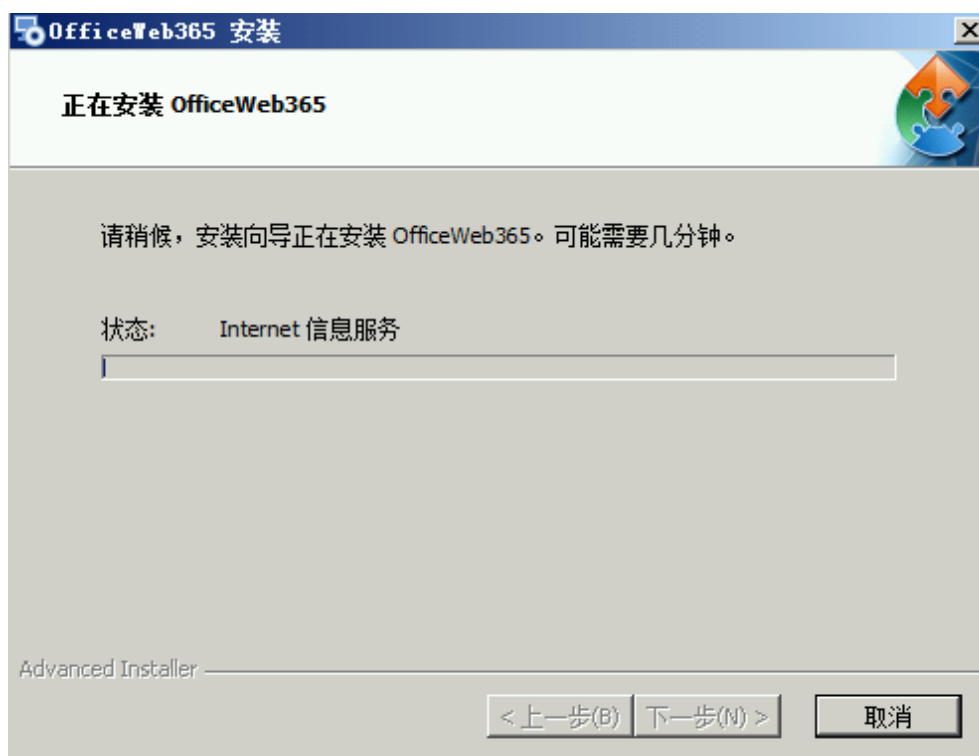 OfficeWeb365 安装
正在安装 OfficeWeb365
请稍候，安装向导正在安装 OfficeWeb365。可能需要几分钟。
状态: Internet 信息服务
Advanced Installer
< 上一步(B) 下一步(N) > 取消